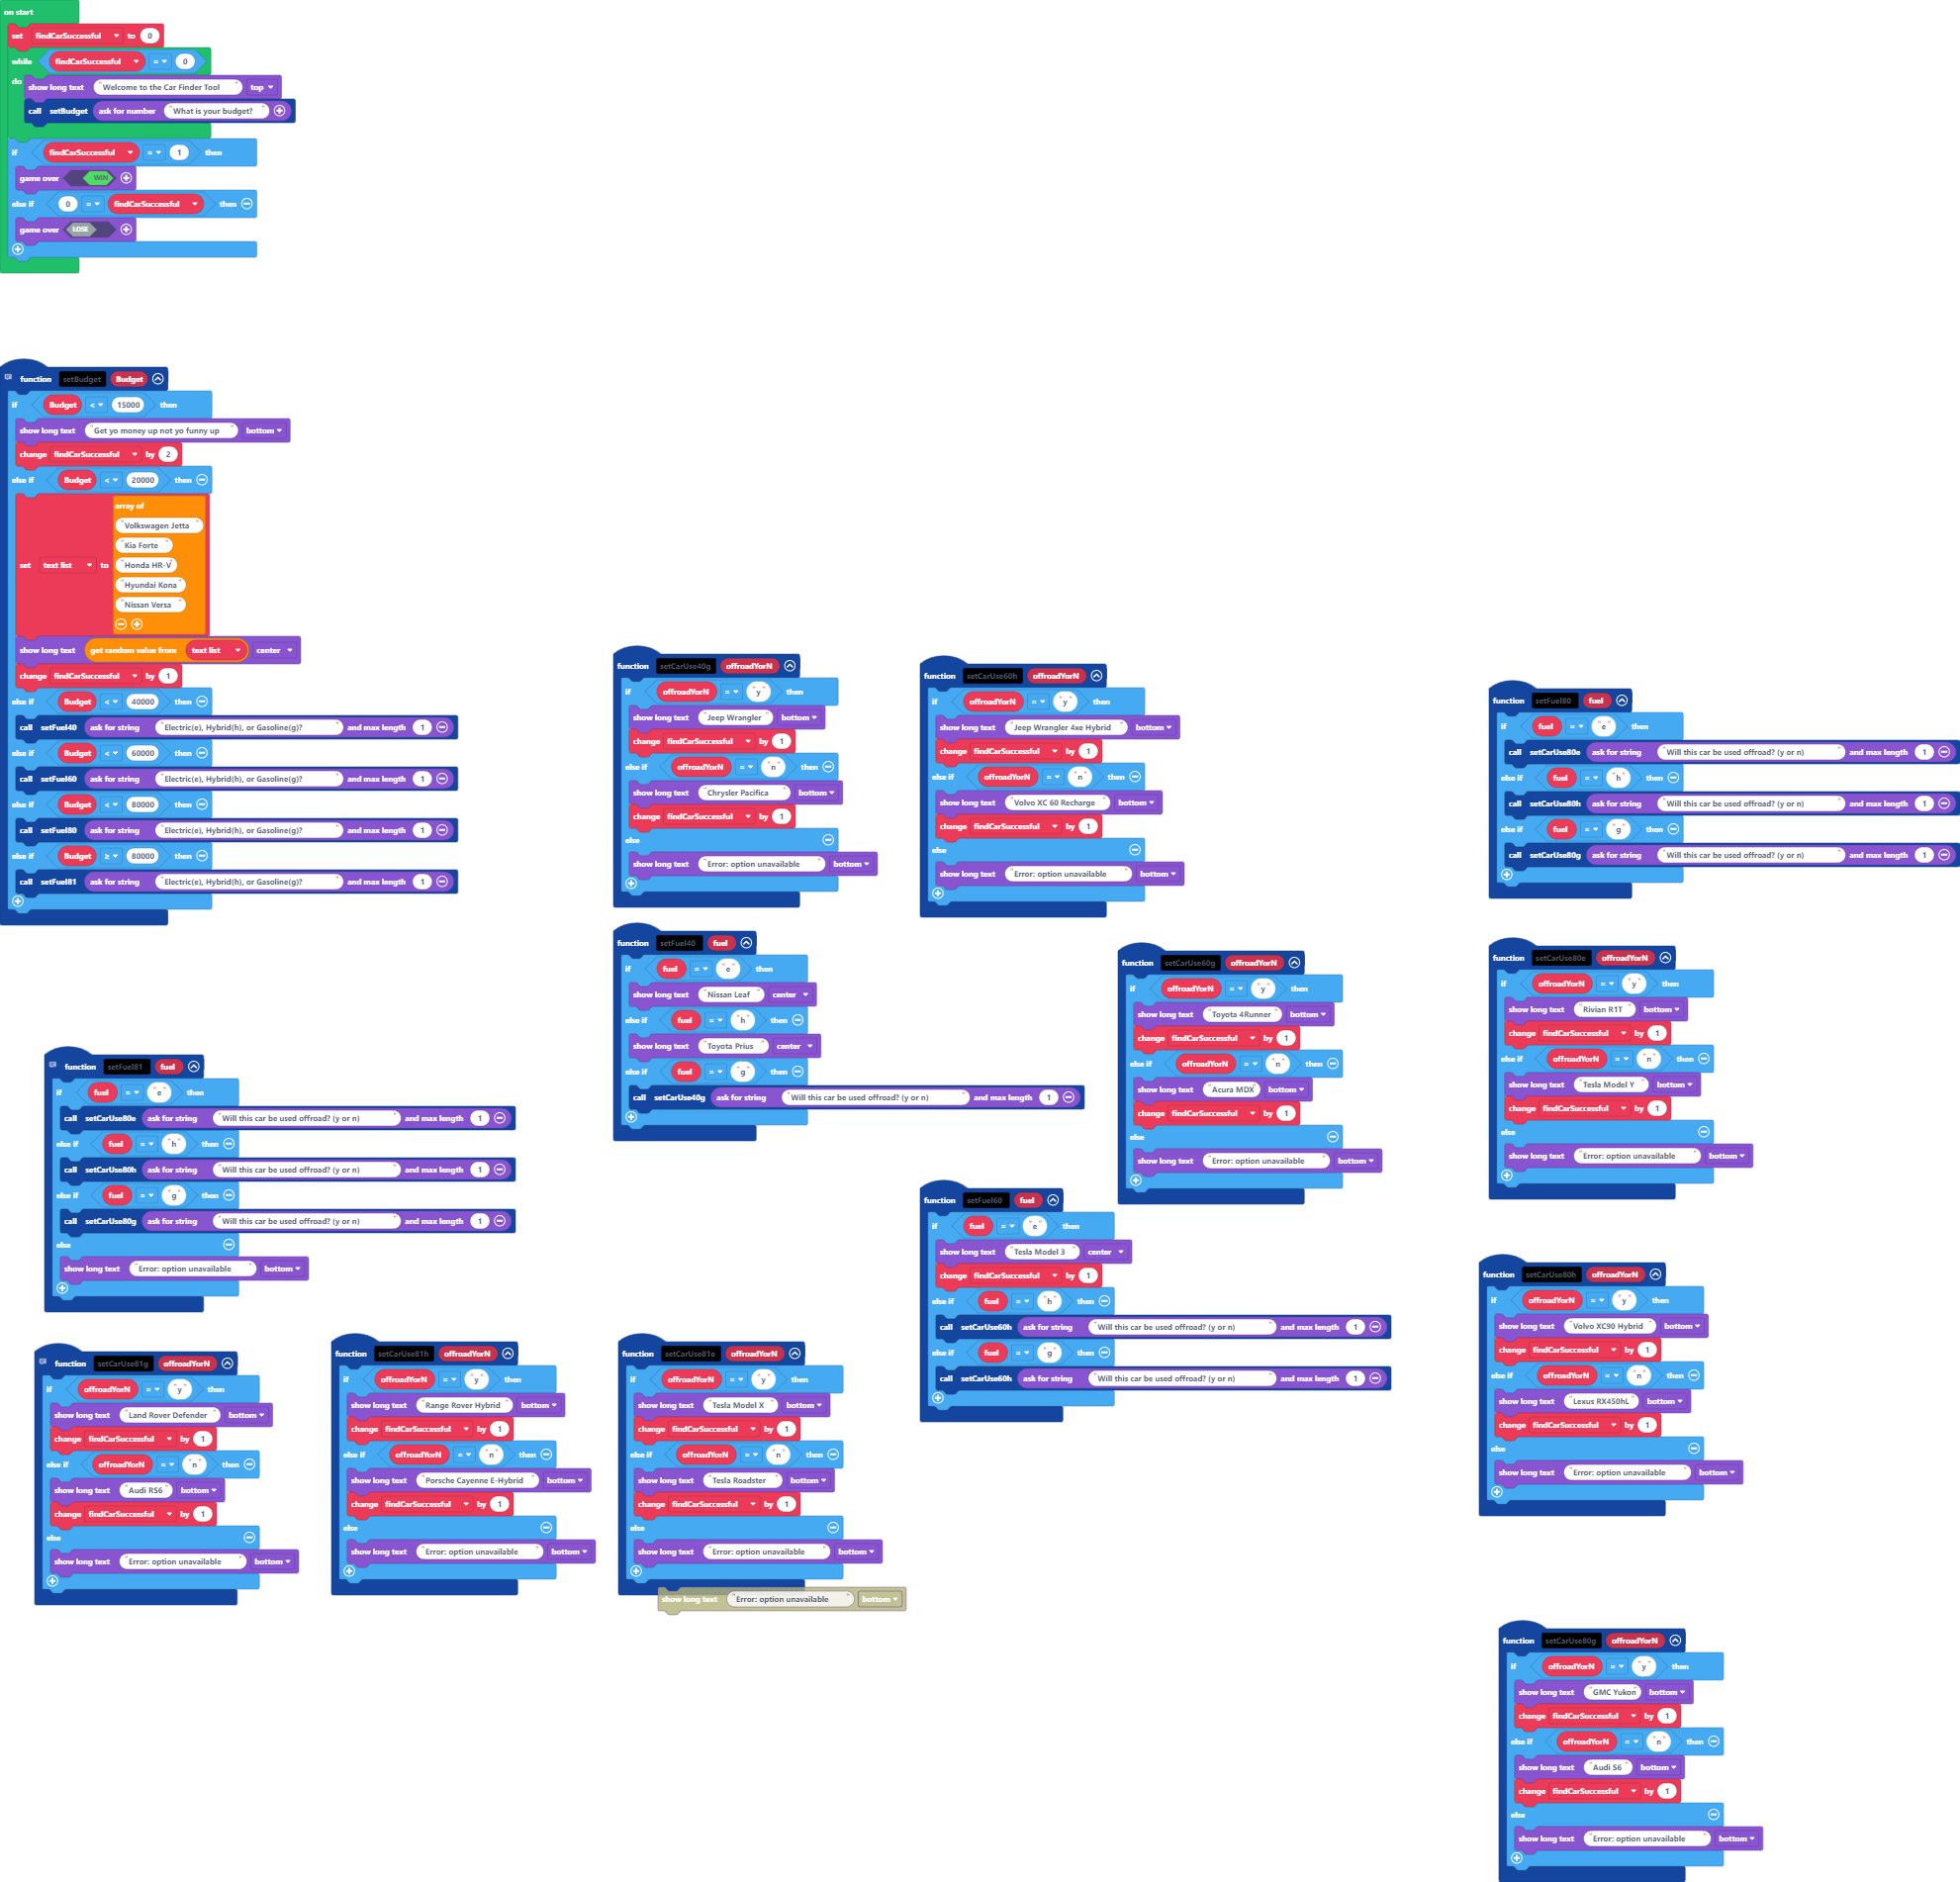 on start
set findCarSuccessful to 0
while findCarSuccessful = 0
do
show long text "Welcome to the Car Finder Tool" top
call setBudget ask for number "What is your budget?"
if findCarSuccessful = 1 then
game over WIN
else if 0 = findCarSuccessful then
game over LOSE
function setBudget Budget
if Budget < 15000 then
show long text "Get yo money up not yo funny up" bottom
change findCarSuccessful by 2
else if Budget < 20000 then
array of
"Volkswagen Jetta"
"Kia Forte"
"Honda HR-V"
set text list to
"Hyundai Kona"
"Nissan Versa"
show long text get random value from text list center
change findCarSuccessful by 1
else if Budget < 40000 then
call setFuel40 ask for string "Electric(e), Hybrid(h), or Gasoline(g)?" and max length 1
else if Budget < 60000 then
call setFuel60 ask for string "Electric(e), Hybrid(h), or Gasoline(g)?" and max length 1
else if Budget < 80000 then
call setFuel80 ask for string "Electric(e), Hybrid(h), or Gasoline(g)?" and max length 1
else if Budget ≥ 80000 then
call setFuel81 ask for string "Electric(e), Hybrid(h), or Gasoline(g)?" and max length 1
function setCarUse40g offroadYorN
if offroadYorN = "y" then
show long text "Jeep Wrangler" bottom
change findCarSuccessful by 1
else if offroadYorN = "n" then
show long text "Chrysler Pacifica" bottom
change findCarSuccessful by 1
else
show long text "Error: option unavailable" bottom
function setCarUse60h offroadYorN
if offroadYorN = "y" then
show long text "Jeep Wrangler 4xe Hybrid" bottom
change findCarSuccessful by 1
else if offroadYorN = "n" then
show long text "Volvo XC 60 Recharge" bottom
change findCarSuccessful by 1
else
show long text "Error: option unavailable" bottom
function setFuel80 fuel
if fuel = "e" then
call setCarUse80e ask for string "Will this car be used offroad? (y or n)" and max length 1
else if fuel = "h" then
call setCarUse80h ask for string "Will this car be used offroad? (y or n)" and max length 1
else if fuel = "g" then
call setCarUse80g ask for string "Will this car be used offroad? (y or n)" and max length 1
function setFuel40 fuel
if fuel = "e" then
show long text "Nissan Leaf" center
else if fuel = "h" then
show long text "Toyota Prius" center
else if fuel = "g" then
call setCarUse40g ask for string "Will this car be used offroad? (y or n)" and max length 1
function setCarUse60g offroadYorN
if offroadYorN = "y" then
show long text "Toyota 4Runner" bottom
change findCarSuccessful by 1
else if offroadYorN = "n" then
show long text "Acura MDX" bottom
change findCarSuccessful by 1
else
show long text "Error: option unavailable" bottom
function setCarUse80e offroadYorN
if offroadYorN = "y" then
show long text "Rivian R1T" bottom
change findCarSuccessful by 1
else if offroadYorN = "n" then
show long text "Tesla Model Y" bottom
change findCarSuccessful by 1
else
show long text "Error: option unavailable" bottom
function setFuel81 fuel
if fuel = "e" then
call setCarUse80e ask for string "Will this car be used offroad? (y or n)" and max length 1
else if fuel = "h" then
call setCarUse80h ask for string "Will this car be used offroad? (y or n)" and max length 1
else if fuel = "g" then
call setCarUse80g ask for string "Will this car be used offroad? (y or n)" and max length 1
else
show long text "Error: option unavailable" bottom
function setFuel60 fuel
if fuel = "e" then
show long text "Tesla Model 3" center
change findCarSuccessful by 1
else if fuel = "h" then
call setCarUse60h ask for string "Will this car be used offroad? (y or n)" and max length 1
else if fuel = "g" then
call setCarUse60h ask for string "Will this car be used offroad? (y or n)" and max length 1
function setCarUse80h offroadYorN
if offroadYorN = "y" then
show long text "Volvo XC90 Hybrid" bottom
change findCarSuccessful by 1
else if offroadYorN = "n" then
show long text "Lexus RX450hL" bottom
change findCarSuccessful by 1
else
show long text "Error: option unavailable" bottom
function setCarUse81g offroadYorN
if offroadYorN = "y" then
show long text "Land Rover Defender" bottom
change findCarSuccessful by 1
else if offroadYorN = "n" then
show long text "Audi RS6" bottom
change findCarSuccessful by 1
else
show long text "Error: option unavailable" bottom
function setCarUse81h offroadYorN
if offroadYorN = "y" then
show long text "Range Rover Hybrid" bottom
change findCarSuccessful by 1
else if offroadYorN = "n" then
show long text "Porsche Cayenne E-Hybrid" bottom
change findCarSuccessful by 1
else
show long text "Error: option unavailable" bottom
function setCarUse81e offroadYorN
if offroadYorN = "y" then
show long text "Tesla Model X" bottom
change findCarSuccessful by 1
else if offroadYorN = "n" then
show long text "Tesla Roadster" bottom
change findCarSuccessful by 1
else
show long text "Error: option unavailable" bottom
show long text "Error: option unavailable" bottom
function setCarUse80g offroadYorN
if offroadYorN = "y" then
show long text "GMC Yukon" bottom
change findCarSuccessful by 1
else if offroadYorN = "n" then
show long text "Audi S6" bottom
change findCarSuccessful by 1
else
show long text "Error: option unavailable" bottom